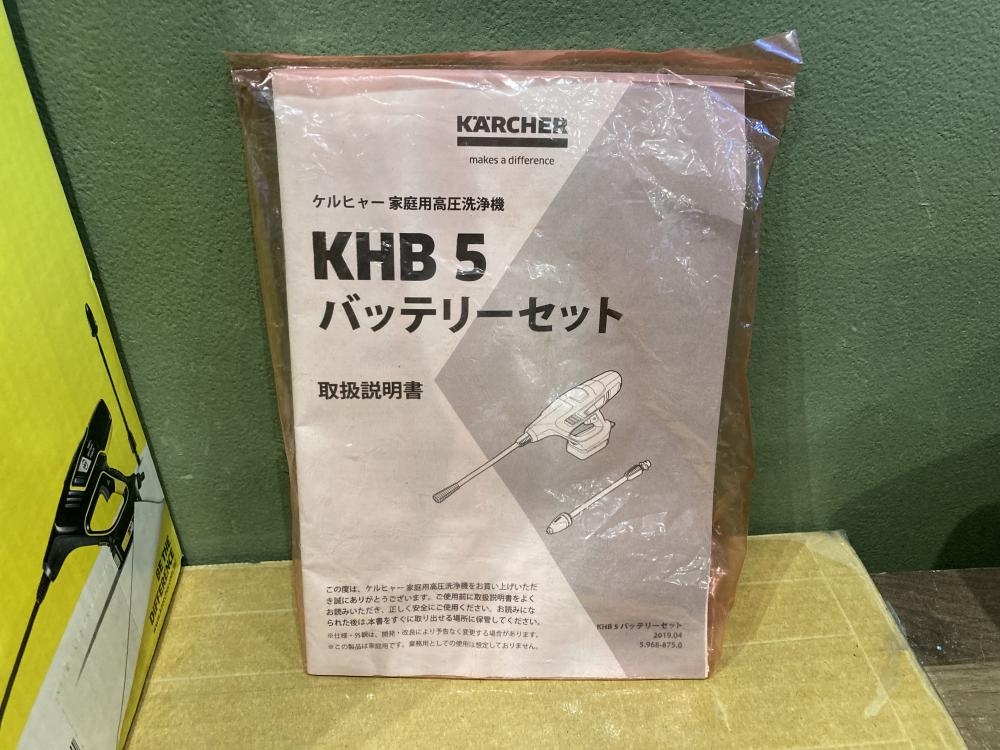 KÄRCHER
makes a difference
ケルヒャー 家庭用高圧洗浄機
KHB 5
バッテリーセット
取扱説明書
この度は、ケルヒャー 家庭用高圧洗浄機をお買い上げいただ
き誠にありがとうございます。ご使用前に取扱説明書をよく
お読みいただき、正しく安全にご使用ください。お読みにな
られた後は、本書をすぐに取り出せる場所に保管してください。
※仕様・外観は、開発・改良により予告なく変更する場合があります。
※この製品は家庭用です。業務用としての使用は想定しておりません。
KHB 5 バッテリーセット
2019.04
5.968-875.0
BE THE
DIFFERENCE